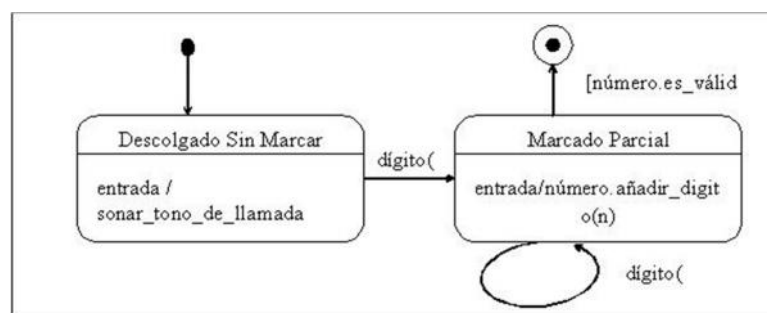 [número.es_válid
Descolgado Sin Marcar
dígito(
Marcado Parcial
entrada /
sonar_tono_de_llamada
entrada/número.añadir_digit
o(n)
dígito(